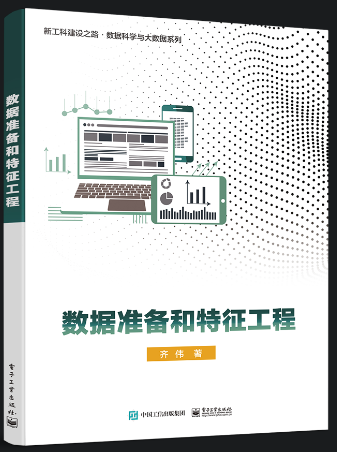 新工科建设之路·数据科学与大数据系列
数据准备和特征工程
数据准备和特征工程
齐伟 著
中国工信出版集团
电子工业出版社
电子工业出版社